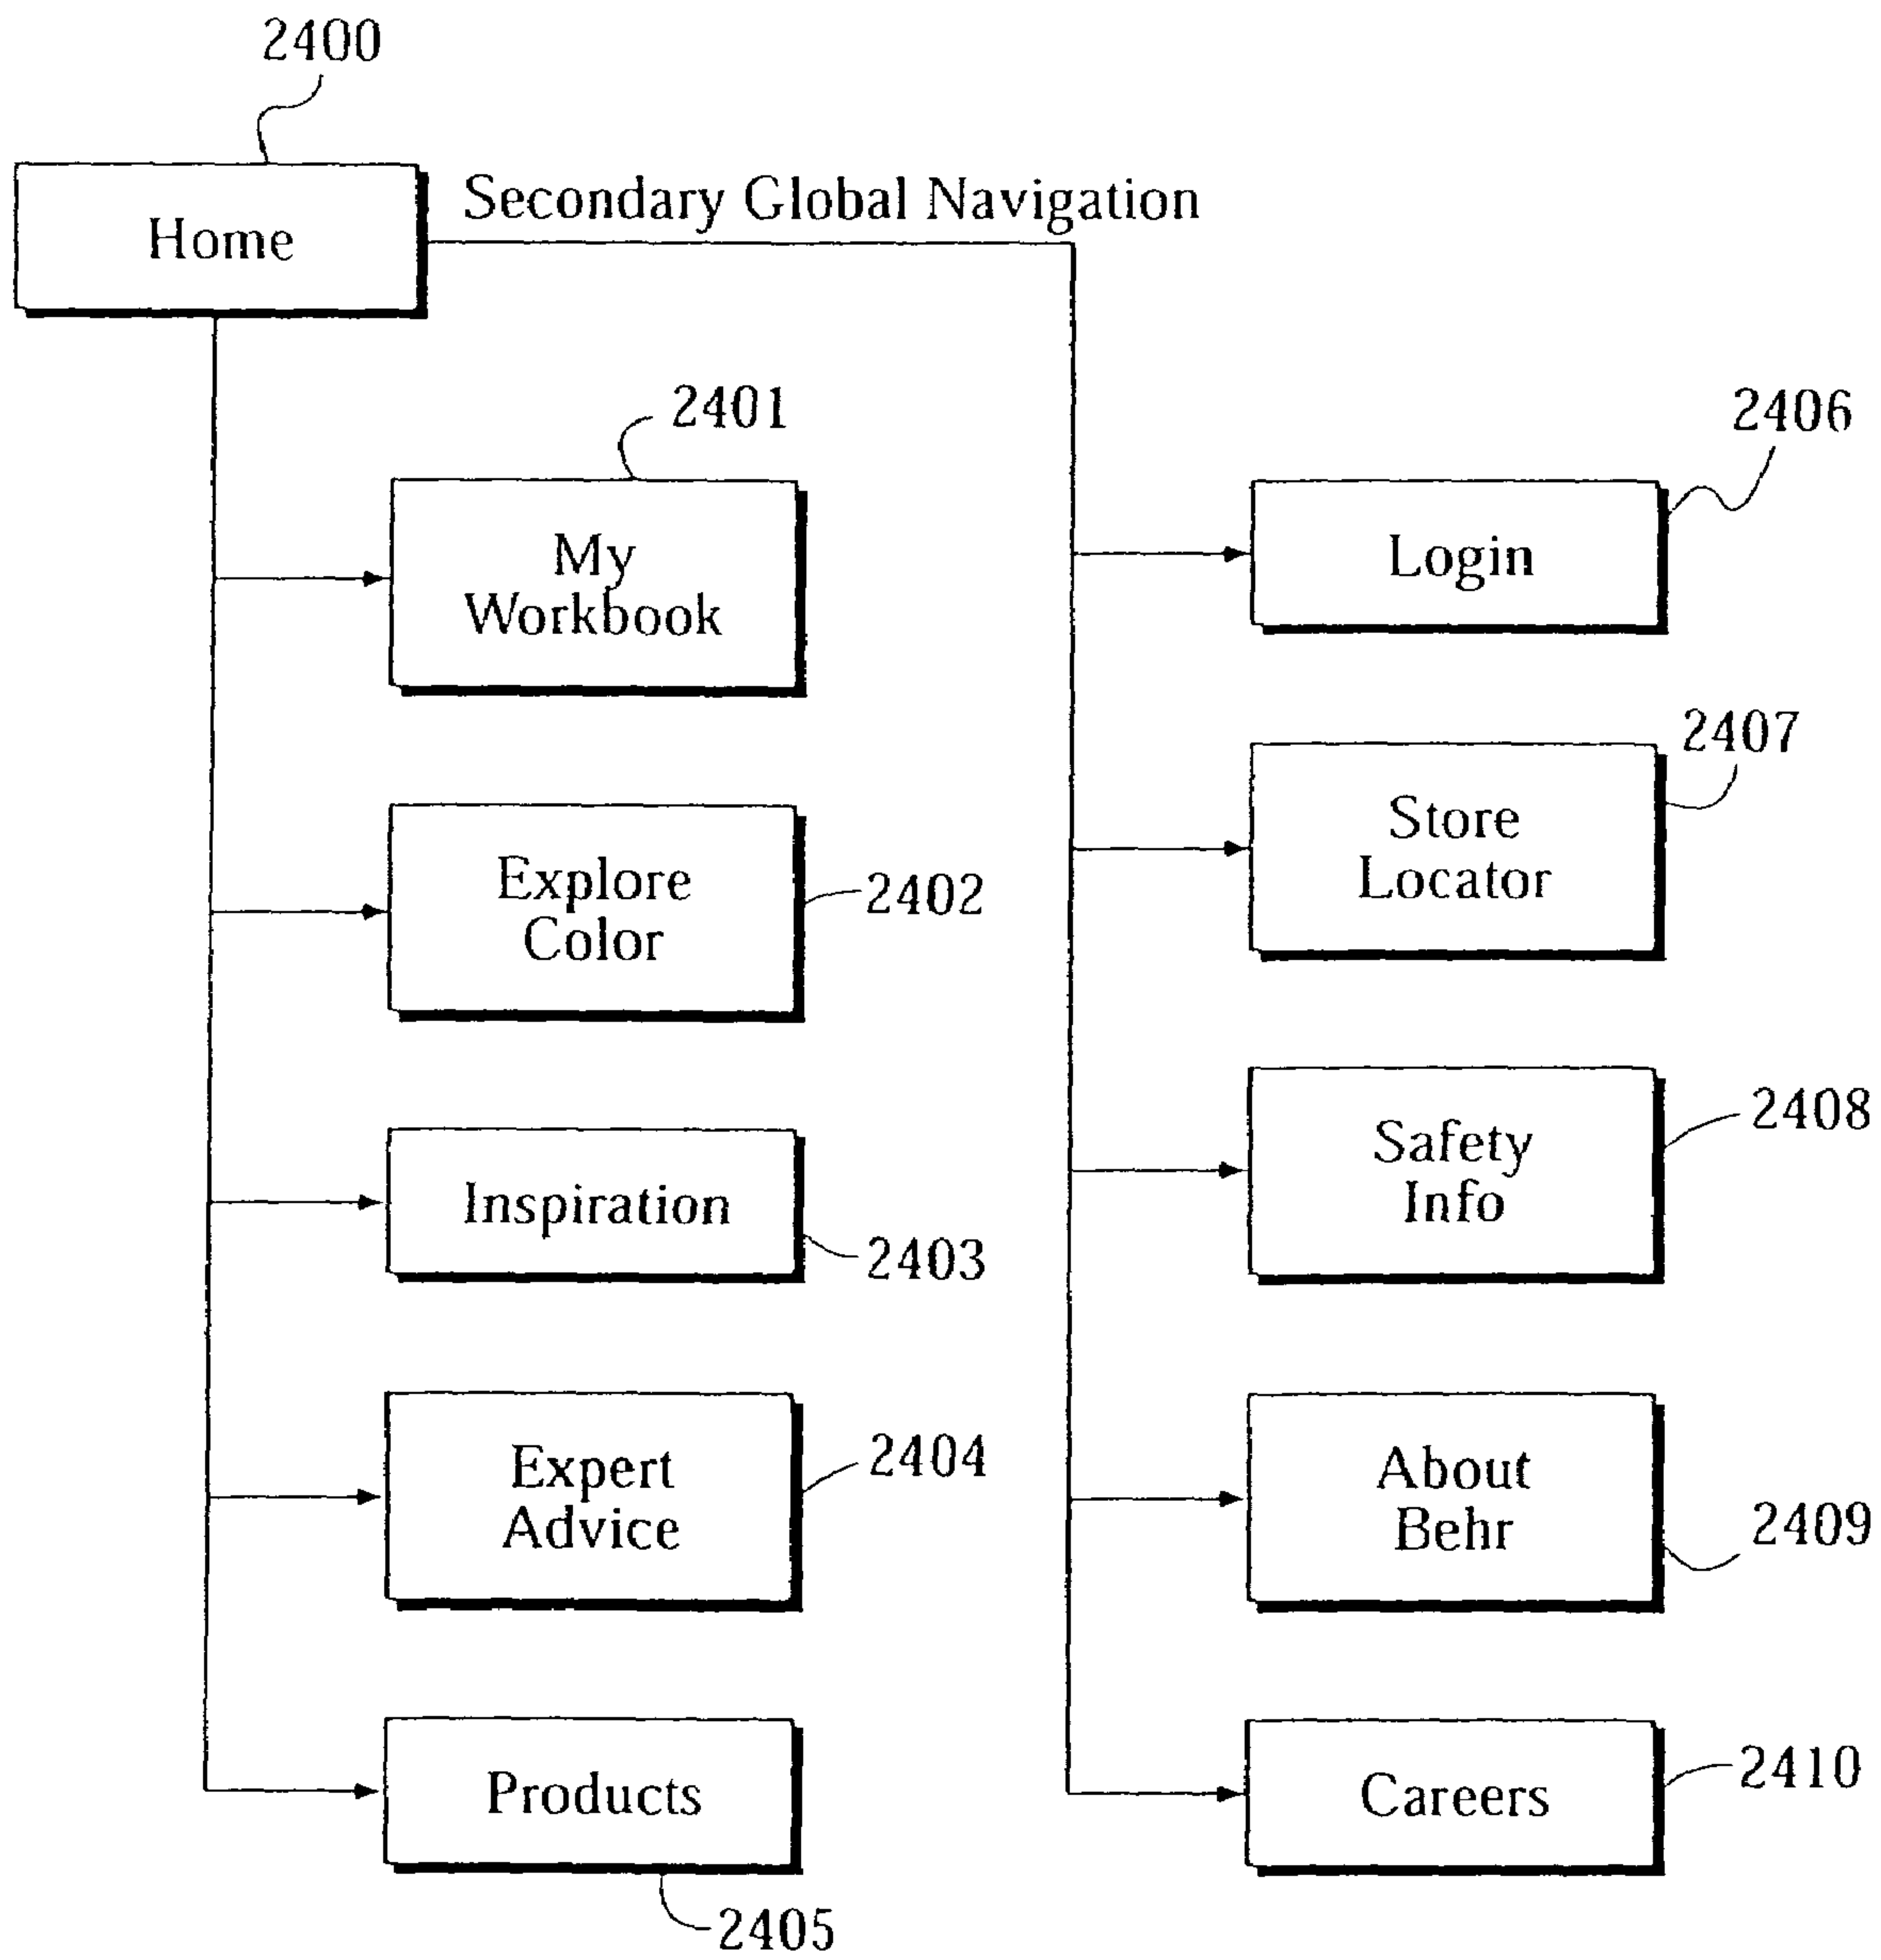 2400
Home
Secondary Global Navigation
2401
My
Workbook
2402
Explore
Color
2403
Inspiration
2404
Expert
Advice
2405
Products
2406
Login
2407
Store
Locator
2408
Safety
Info
2409
About
Behr
2410
Careers